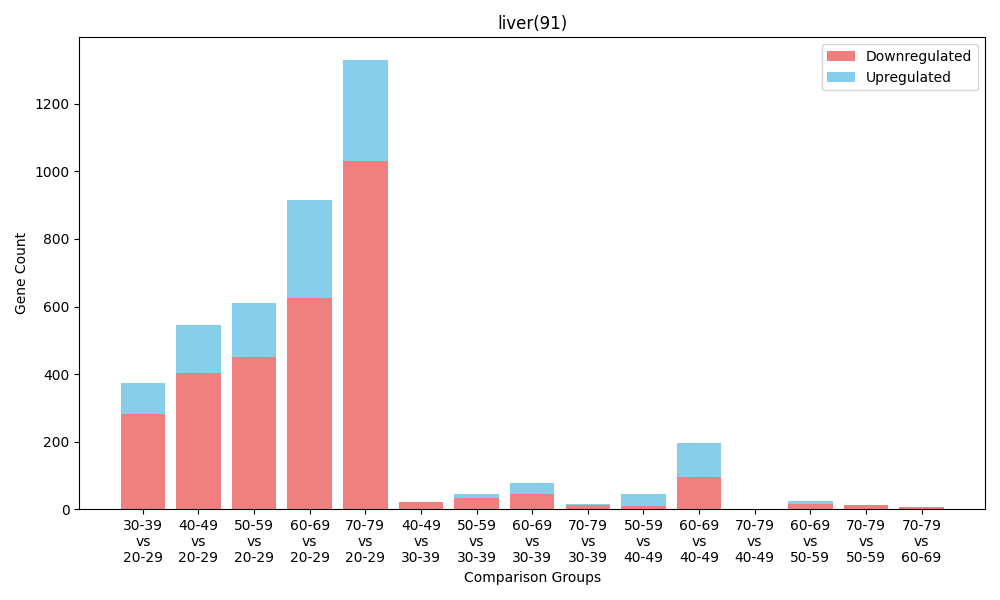 liver(91)
Downregulated
Upregulated
Gene Count
1200
1000
800
600
400
200
0
30-39 40-49 50-59 60-69 70-79 40-49 50-59 60-69 70-79 50-59 60-69 70-79 60-69 70-79 70-79
vs vs vs vs vs vs vs vs vs vs vs vs vs vs vs
20-29 20-29 20-29 20-29 20-29 30-39 30-39 30-39 30-39 40-49 40-49 40-49 50-59 50-59 60-69
Comparison Groups